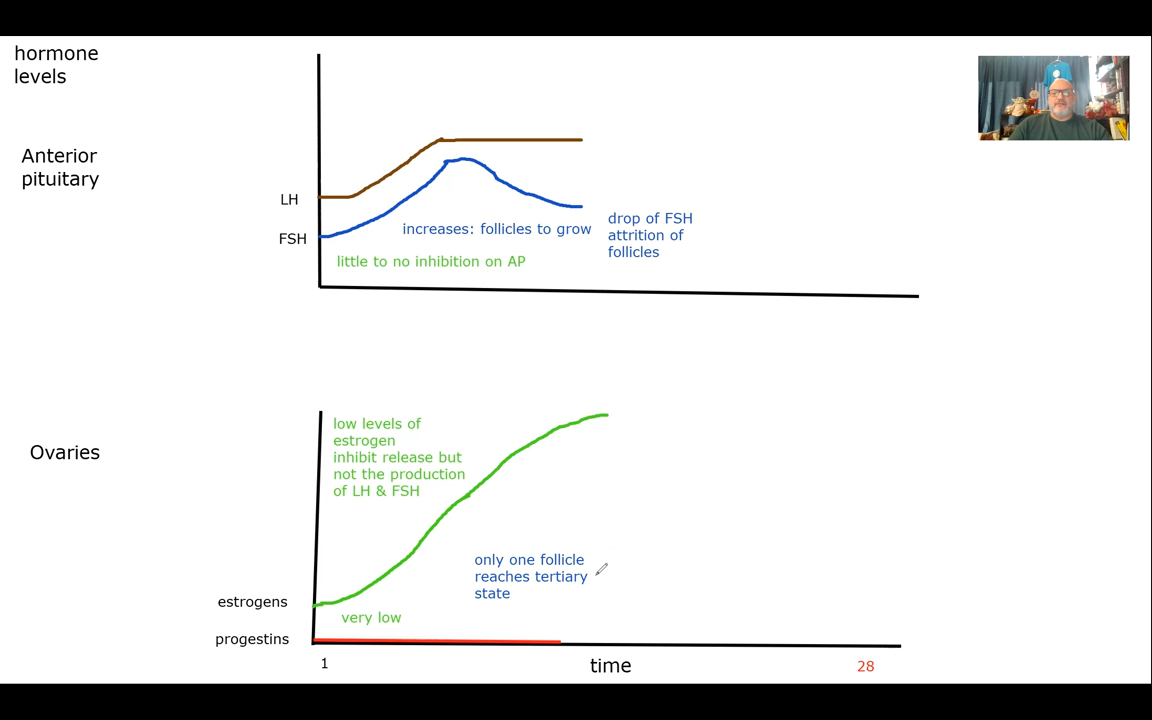 hormone
levels
Anterior
pituitary
LH
FSH
increases: follicles to grow
drop of FSH
attrition of
follicles
little to no inhibition on AP
Ovaries
low levels of
estrogen
inhibit release but
not the production
of LH & FSH
only one follicle
reaches tertiary
state
estrogens
very low
progestins
1
time
28